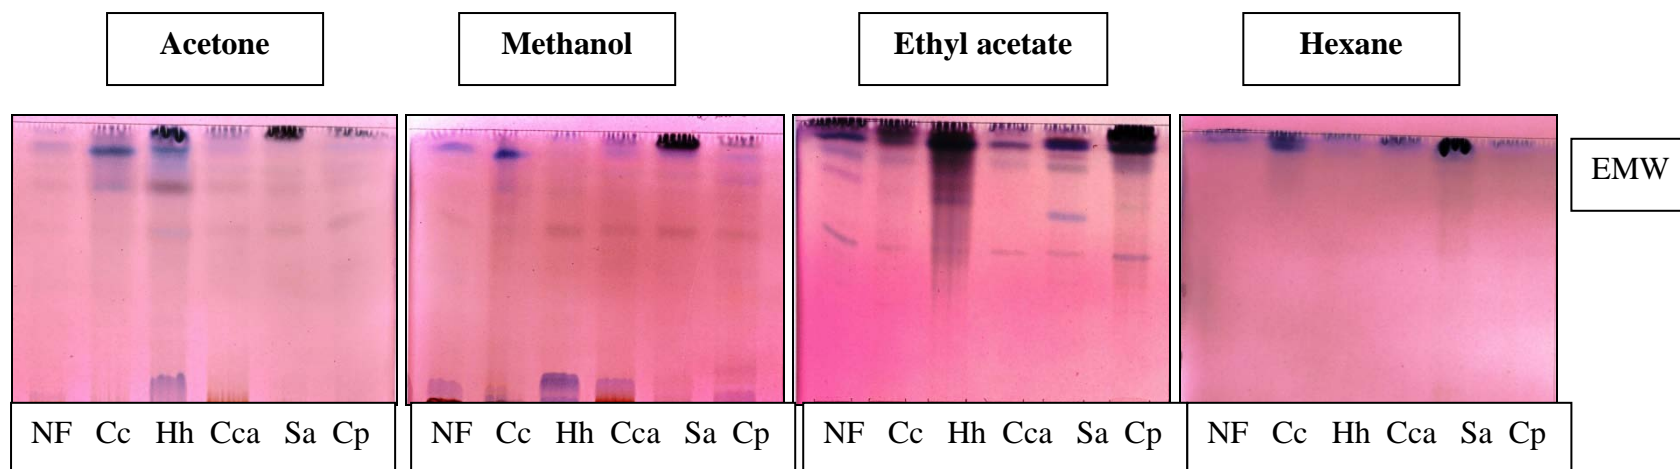 Acetone Methanol Ethyl acetate Hexane
EMW
NF Cc Hh Cca Sa Cp NF Cc Hh Cca Sa Cp NF Cc Hh Cca Sa Cp NF Cc Hh Cca Sa Cp